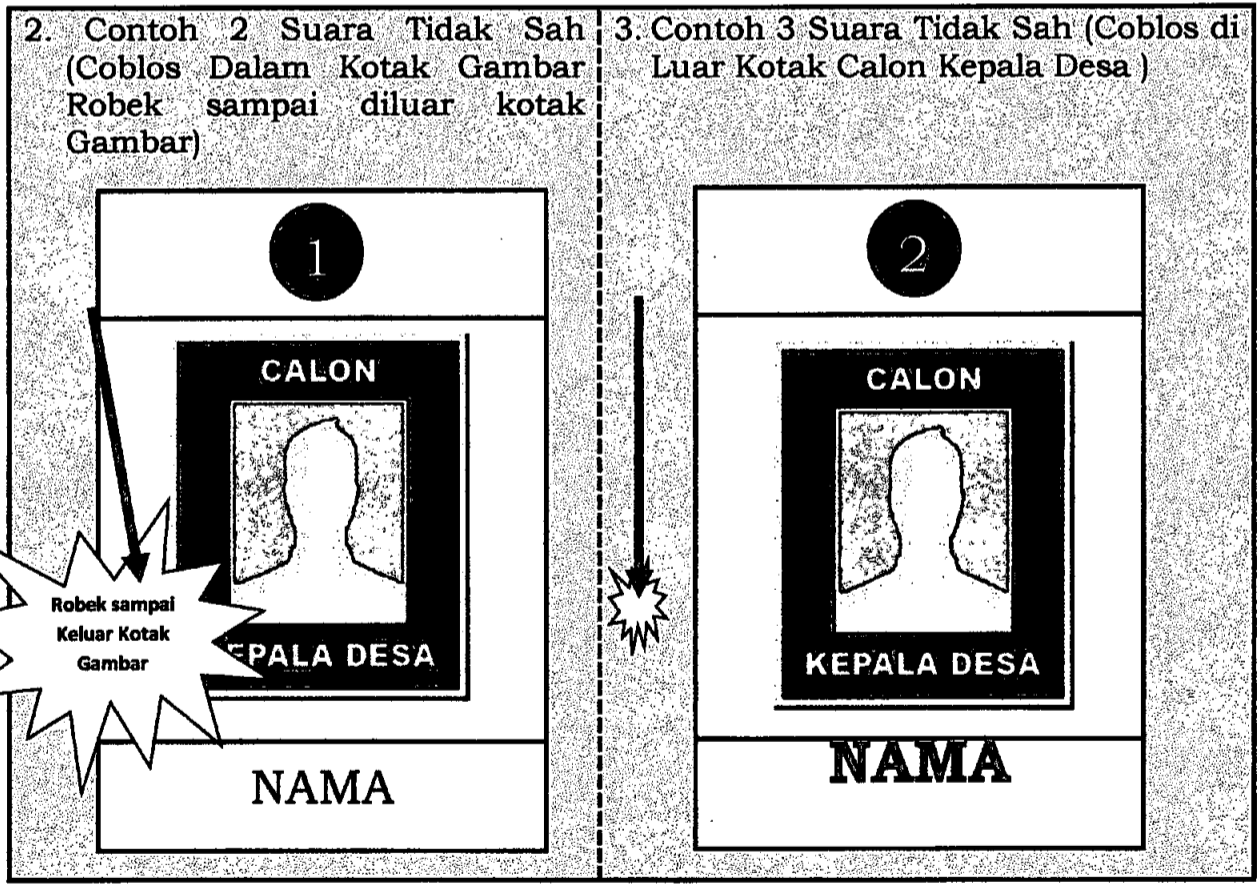 2. Contoh 2 Suara Tidak Sah
(Coblos Dalam Kotak Gambar
Robek sampai diluar kotak
Gambar)
1
CALON
EPALA DESA
Robek sampai
Keluar Kotak
Gambar
NAMA
3. Contoh 3 Suara Tidak Sah (Coblos di
Luar Kotak Calon Kepala Desa )
2
CALON
KEPALA DESA
NAMA